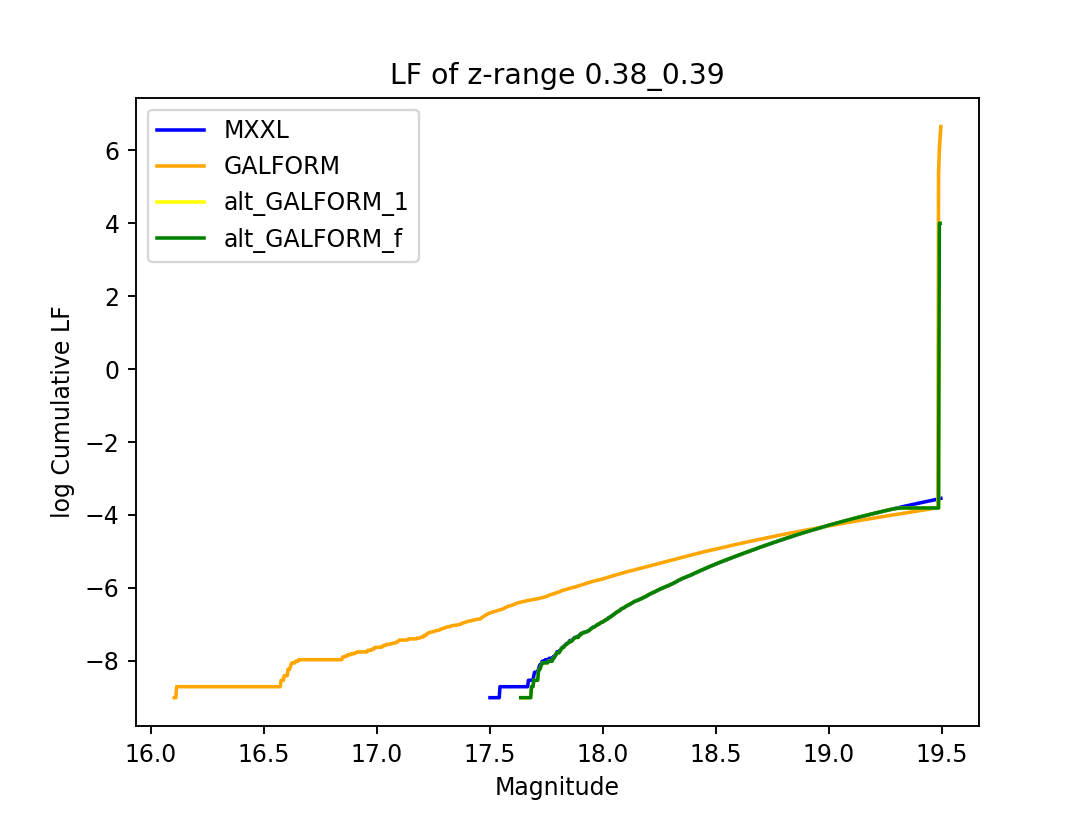 LF of z-range 0.38_0.39
MXXL
GALFORM
alt_GALFORM_1
alt_GALFORM_f
log Cumulative LF
6
4
2
0
−2
−4
−6
−8
16.0 16.5 17.0 17.5 18.0 18.5 19.0 19.5
Magnitude